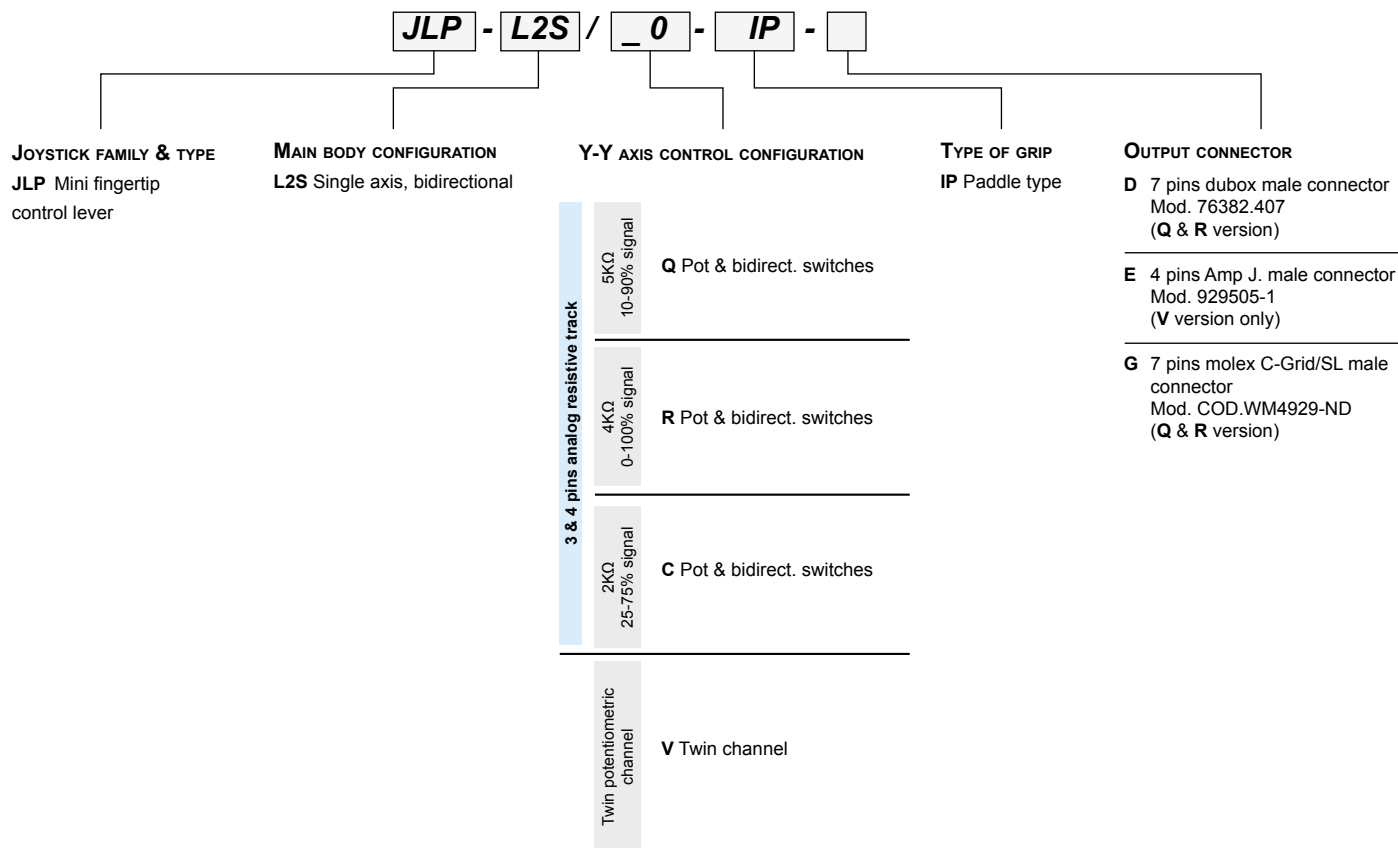 JLP - L2S / _ 0 - IP -
JOYSTICK FAMILY & TYPE
JLP Mini fingertip
control lever
MAIN BODY CONFIGURATION
L2S Single axis, bidirectional
Y-Y AXIS CONTROL CONFIGURATION
3 & 4 pins analog resistive track
5KΩ
10-90% signal
Q Pot & bidirect. switches
4KΩ
0-100% signal
R Pot & bidirect. switches
2KΩ
25-75% signal
C Pot & bidirect. switches
Twin potentiometric
channel
V Twin channel
TYPE OF GRIP
IP Paddle type
OUTPUT CONNECTOR
D 7 pins dubox male connector
Mod. 76382.407
(Q & R version)
E 4 pins Amp J. male connector
Mod. 929505-1
(V version only)
G 7 pins molex C-Grid/SL male
connector
Mod. COD.WM4929-ND
(Q & R version)